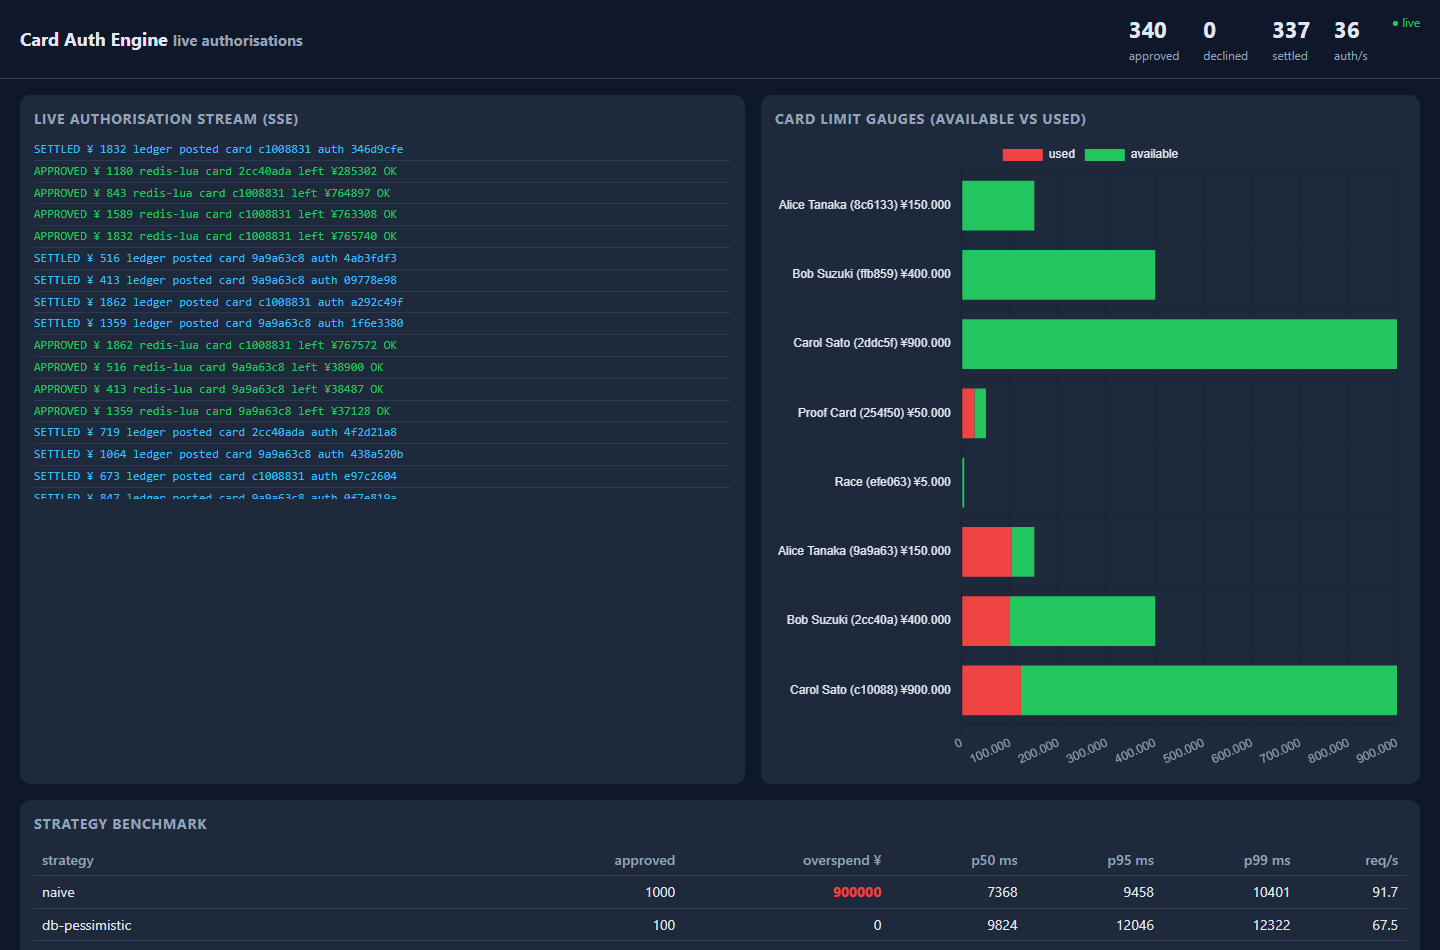 Card Auth Engine live authorisations
340 0 337 36 ● live
approved declined settled auth/s
LIVE AUTHORISATION STREAM (SSE)
SETTLED ¥ 1832 ledger posted card c1008831 auth 346d9cfe
APPROVED ¥ 1180 redis-lua card 2cc40ada left ¥285302 OK
APPROVED ¥ 843 redis-lua card c1008831 left ¥764897 OK
APPROVED ¥ 1589 redis-lua card c1008831 left ¥763308 OK
APPROVED ¥ 1832 redis-lua card c1008831 left ¥765740 OK
SETTLED ¥ 516 ledger posted card 9a9a63c8 auth 4ab3fdf3
SETTLED ¥ 413 ledger posted card 9a9a63c8 auth 09778e98
SETTLED ¥ 1862 ledger posted card c1008831 auth a292c49f
SETTLED ¥ 1359 ledger posted card 9a9a63c8 auth 1f6e3380
APPROVED ¥ 1862 redis-lua card c1008831 left ¥767572 OK
APPROVED ¥ 516 redis-lua card 9a9a63c8 left ¥38900 OK
APPROVED ¥ 413 redis-lua card 9a9a63c8 left ¥38487 OK
APPROVED ¥ 1359 redis-lua card 9a9a63c8 left ¥37128 OK
SETTLED ¥ 719 ledger posted card 2cc40ada auth 4f2d21a8
SETTLED ¥ 1064 ledger posted card 9a9a63c8 auth 438a520b
SETTLED ¥ 673 ledger posted card c1008831 auth e97c2604
SETTLED ¥ 847 ledger posted card 9a9a63c8 auth 0f7e819a
CARD LIMIT GAUGES (AVAILABLE VS USED)
used available
Alice Tanaka (8c6133) ¥150.000
Bob Suzuki (ffb859) ¥400.000
Carol Sato (2ddc5f) ¥900.000
Proof Card (254f50) ¥50.000
Race (efe063) ¥5.000
Alice Tanaka (9a9a63) ¥150.000
Bob Suzuki (2cc40a) ¥400.000
Carol Sato (c10088) ¥900.000
0 100.000 200.000 300.000 400.000 500.000 600.000 700.000 800.000 900.000
STRATEGY BENCHMARK
strategy approved overspend ¥ p50 ms p95 ms p99 ms req/s
naive 1000 900000 7368 9458 10401 91.7
db-pessimistic 100 0 9824 12046 12322 67.5